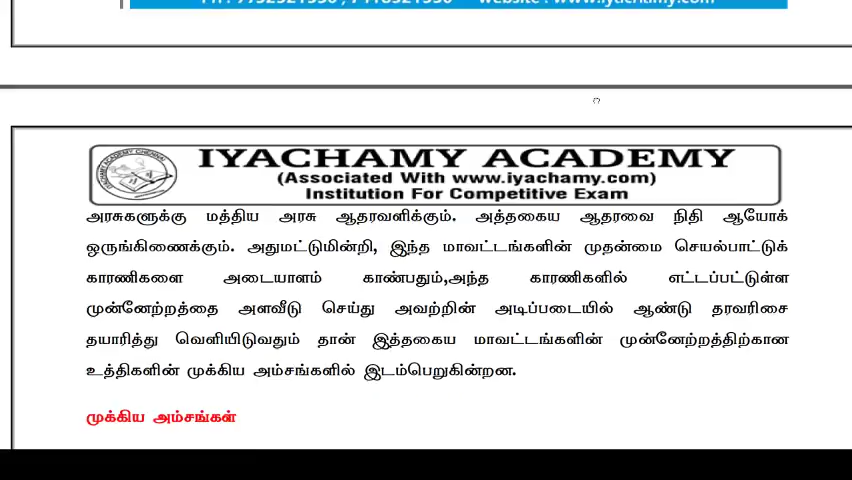 IYACHAMY ACADEMY
(Associated With www.iyachamy.com)
Institution For Competitive Exam
அரசுகளுக்கு மத்திய அரசு ஆதரவளிக்கும். அத்தகைய ஆதரவை நிதி ஆயோக்
ஒருங்கிணைக்கும். அதுமட்டுமின்றி, இந்த மாவட்டங்களின் முதன்மை செயல்பாட்டுக்
காரணிகளை அடையாளம் காண்பதும்,அந்த காரணிகளில் எட்டப்பட்டுள்ள
முன்னேற்றத்தை அளவீடு செய்து அவற்றின் அடிப்படையில் ஆண்டு தரவரிசை
தயாரித்து வெளியிடுவதும் தான் இத்தகைய மாவட்டங்களின் முன்னேற்றத்திற்கான
உத்திகளின் முக்கிய அம்சங்களில் இடம்பெறுகின்றன.
முக்கிய அம்சங்கள்